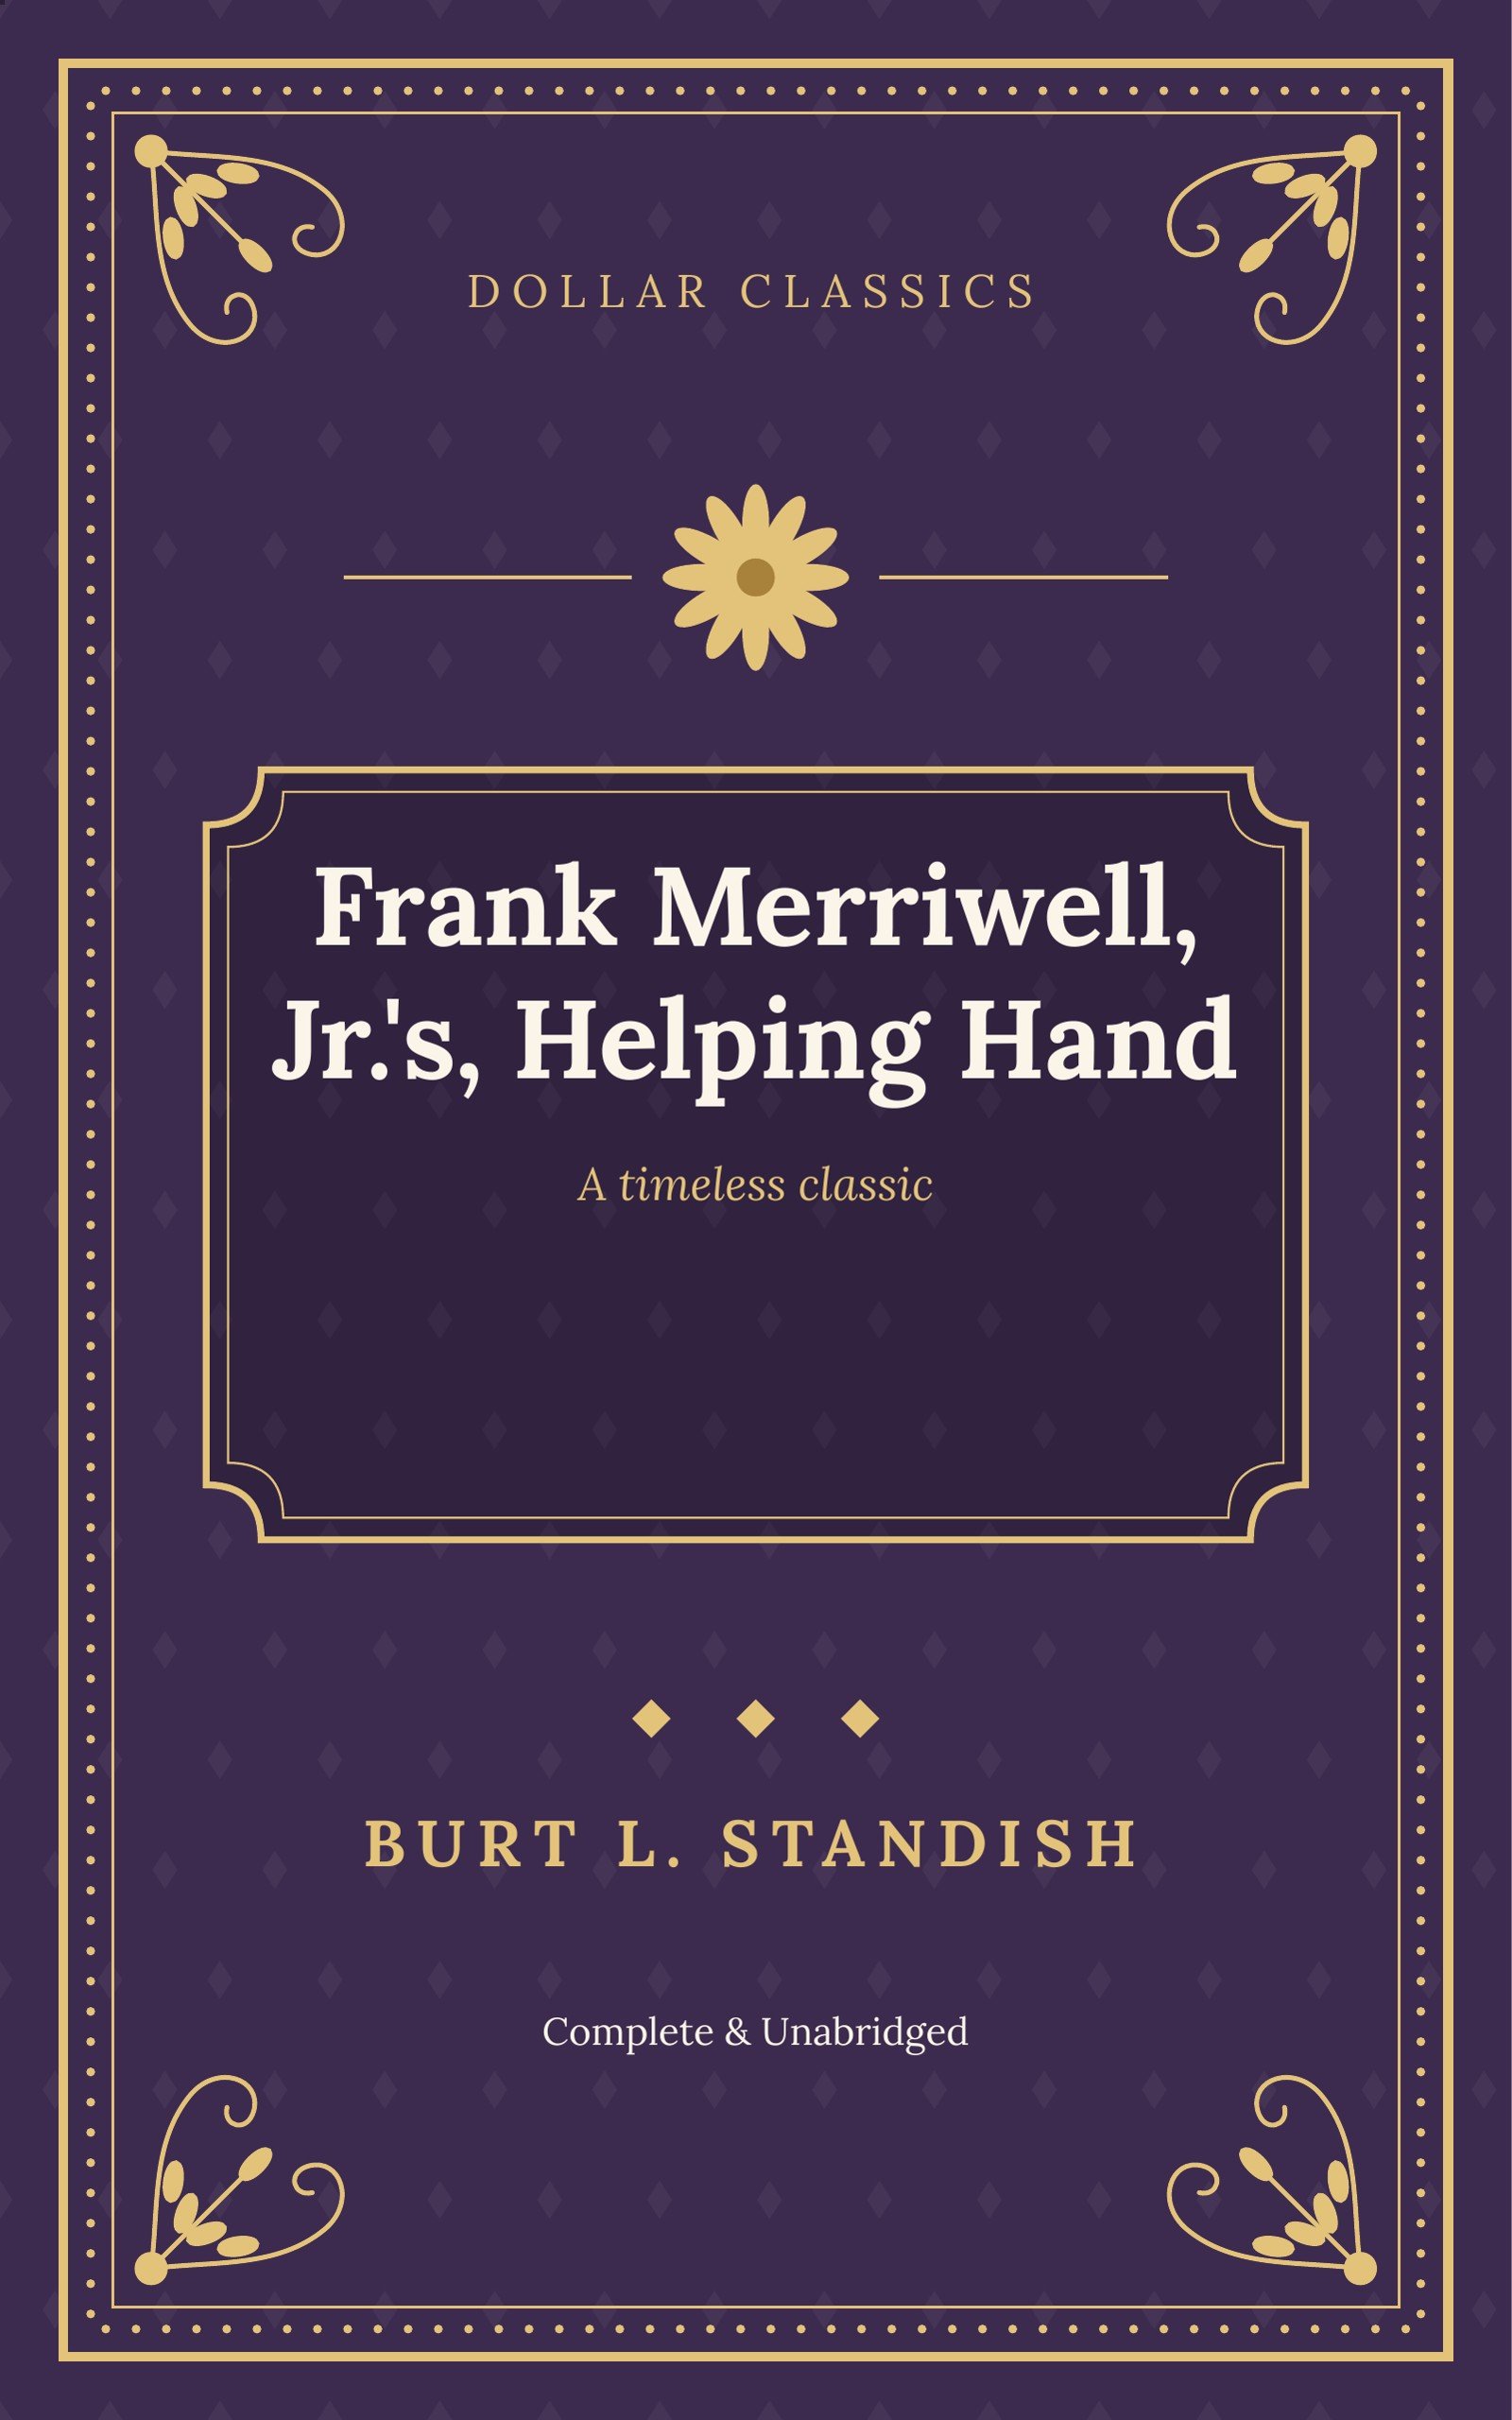 DOLLAR CLASSICS
Frank Merriwell,
Jr.'s, Helping Hand
A timeless classic
BURT L. STANDISH
Complete & Unabridged